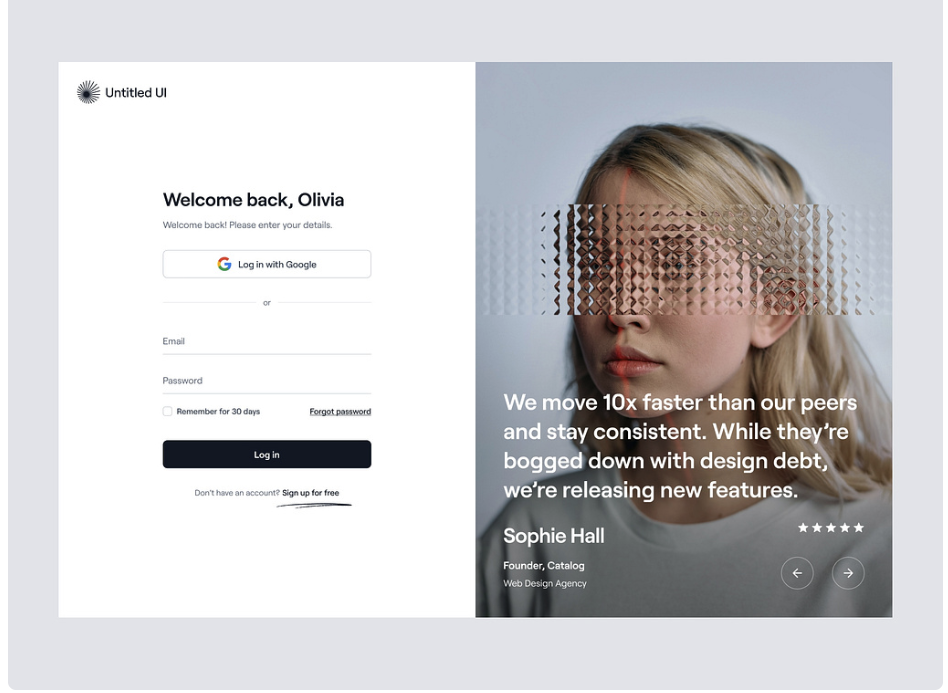 Untitled UI
Welcome back, Olivia
Welcome back! Please enter your details.
Log in with Google
or
Email
Password
Remember for 30 days
Forgot password
Log in
Don't have an account? Sign up for free
We move 10x faster than our peers
and stay consistent. While they're
bogged down with design debt,
we're releasing new features.
Sophie Hall
Founder, Catalog
Web Design Agency